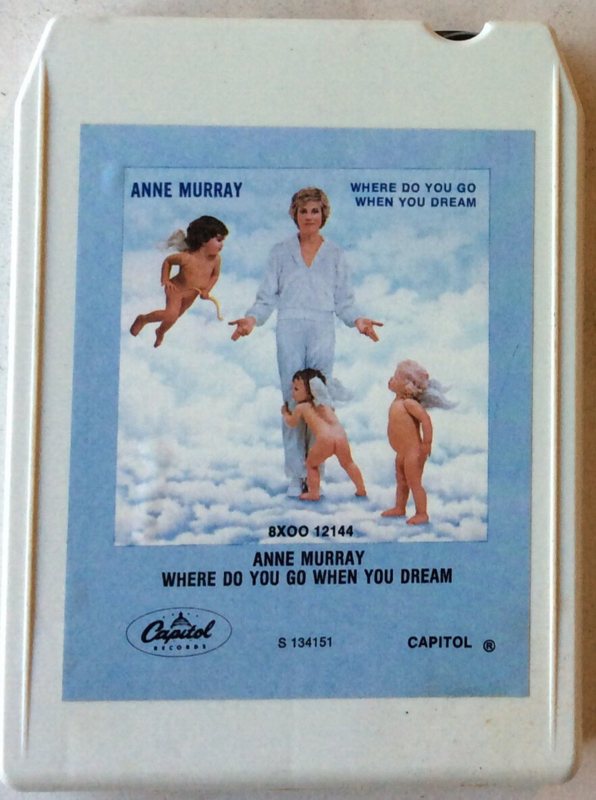 ANNE MURRAY
WHERE DO YOU GO
WHEN YOU DREAM
8XOO 12144
ANNE MURRAY
WHERE DO YOU GO WHEN YOU DREAM
Capitol
RECORDS
S 134151
CAPITOL ®